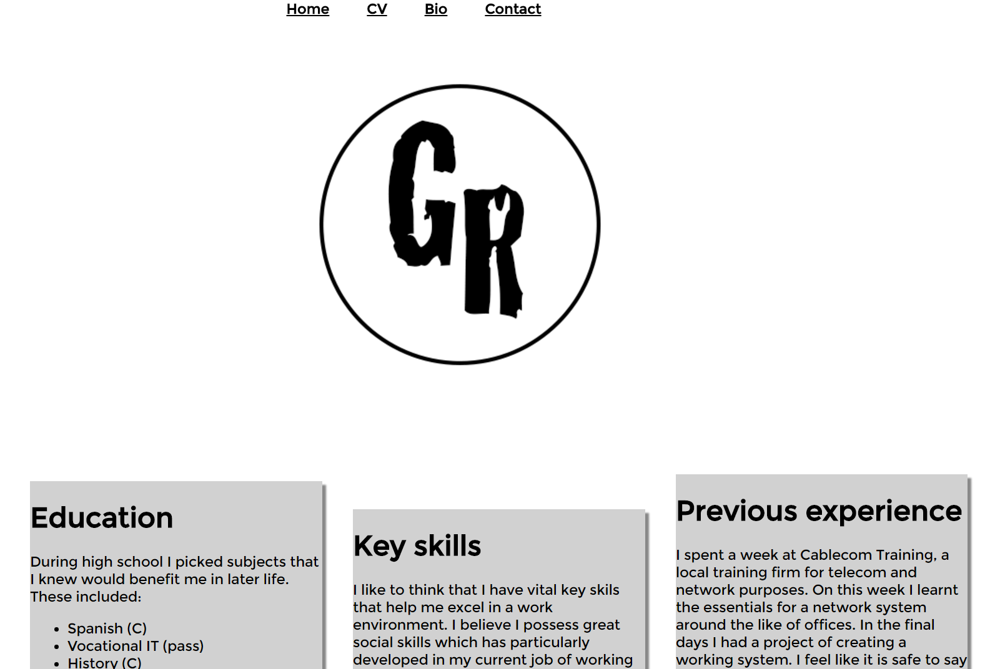 Home CV Bio Contact
G
R
Education
During high school I picked subjects that
I knew would benefit me in later life.
These included:
• Spanish (C)
• Vocational IT (pass)
• History (C)
Key skills
I like to think that I have vital key skils
that help me excel in a work
environment. I believe I possess great
social skills which has particularly
developed in my current job of working
Previous experience
I spent a week at Cablecom Training, a
local training firm for telecom and
network purposes. On this week I learnt
the essentials for a network system
around the like of offices. In the final
days I had a project of creating a
working system. I feel like it is safe to say